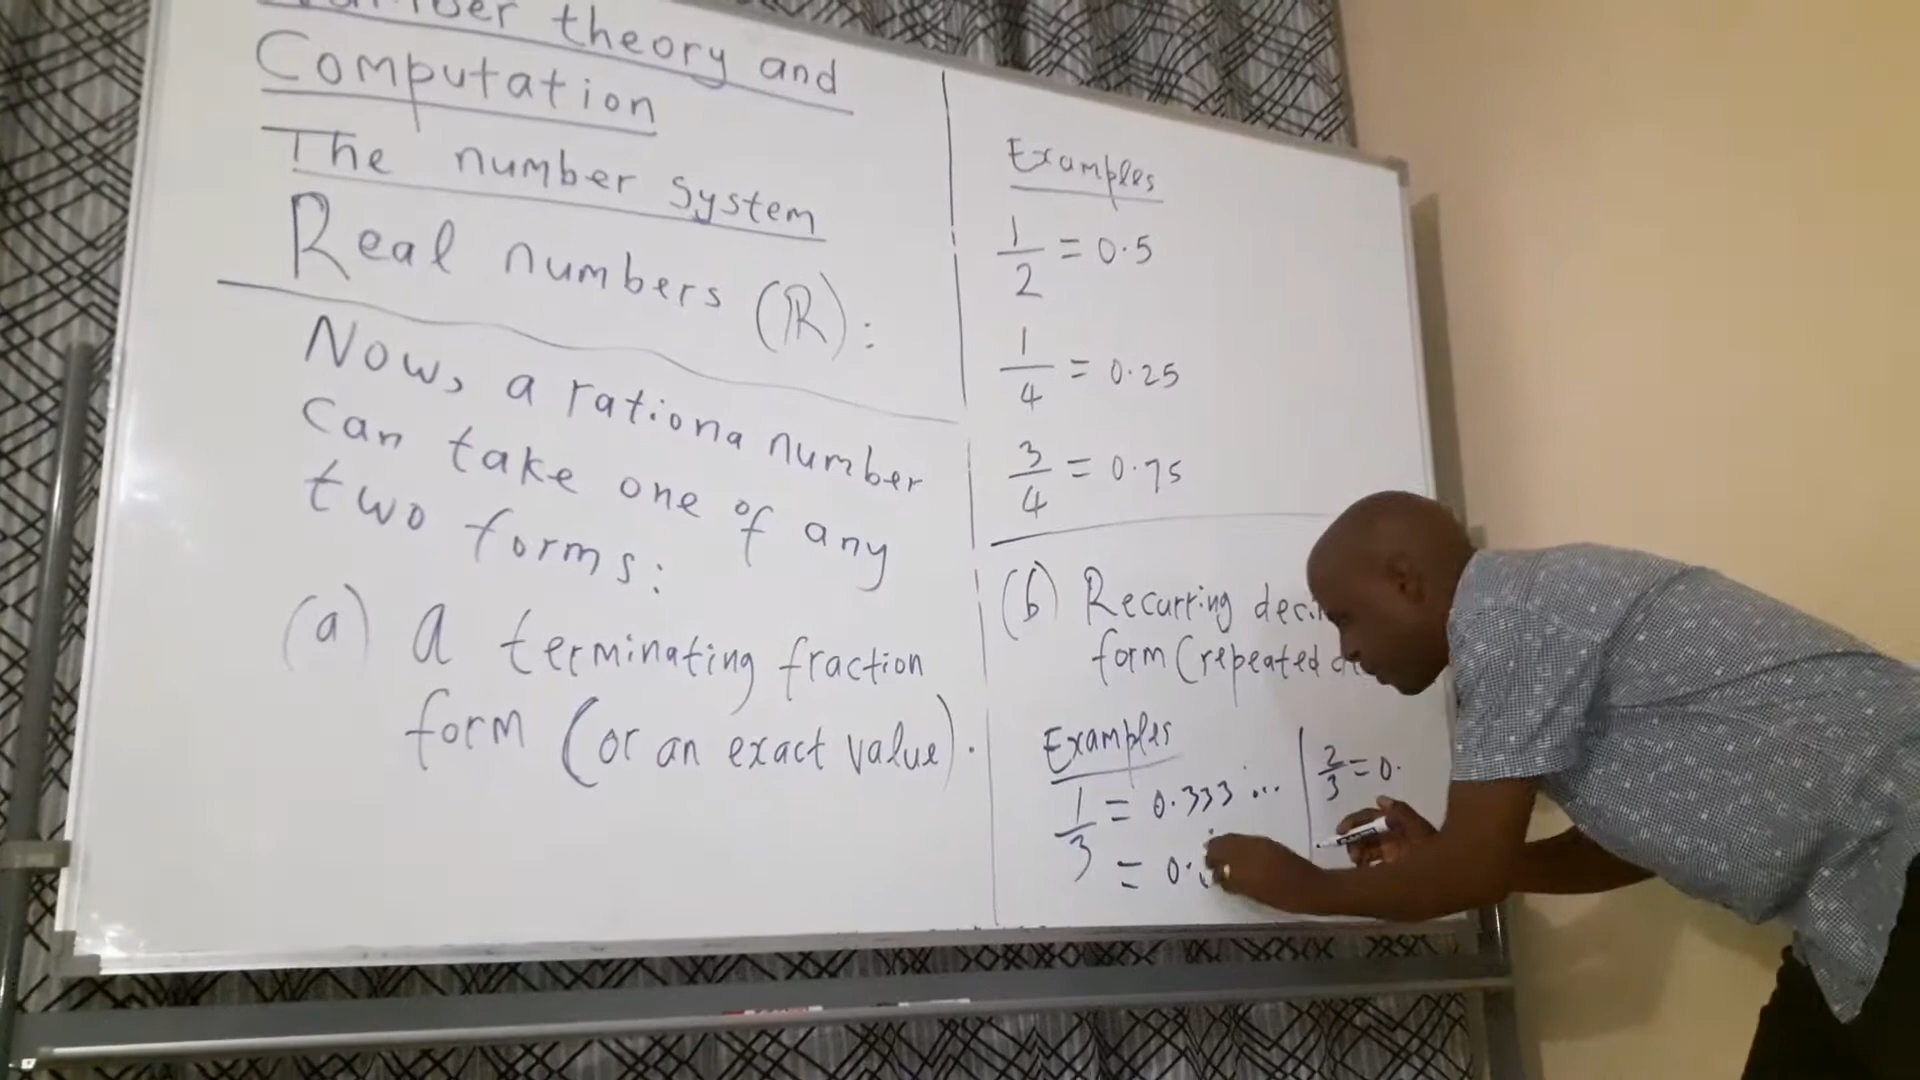 theory and
Computation
The number system
Real numbers (ℝ):
Now, a rationa number
can take one of any
two forms:
(a) A terminating fraction
form (or an exact value).
Examples
1/2 = 0.5
1/4 = 0.25
3/4 = 0.75
(b) Recurring
form (repeated
Examples
1/3 = 0.333...
= 0.
2/3 = 0.